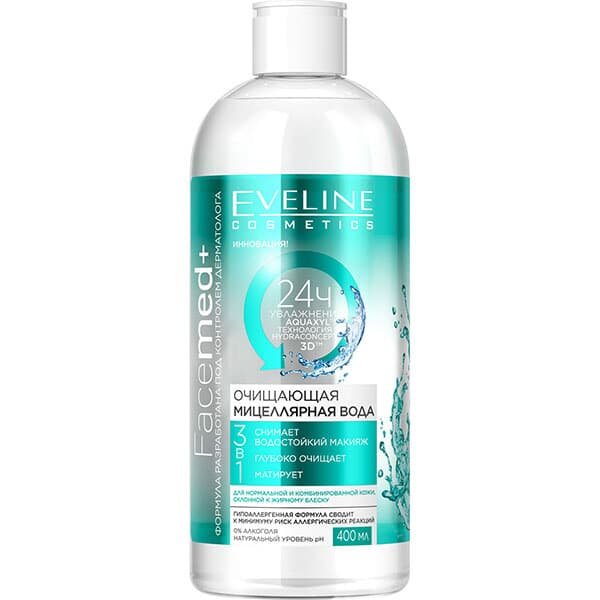 EVELINE
COSMETICS
ИННОВАЦИЯ!
24ч
УВЛАЖНЕНИЕ
AQUAXYL
ТЕХНОЛОГИЯ
HYDRACONCEPT
3D™
ОЧИЩАЮЩАЯ
МИЦЕЛЛЯРНАЯ ВОДА
3 В 1
СНИМАЕТ
ВОДОСТОЙКИЙ МАКИЯЖ
ГЛУБОКО ОЧИЩАЕТ
МАТИРУЕТ
ДЛЯ НОРМАЛЬНОЙ И КОМБИНИРОВАННОЙ КОЖИ,
СКЛОННОЙ К ЖИРНОМУ БЛЕСКУ
ГИПОАЛЛЕРГЕННАЯ ФОРМУЛА СВОДИТ
К МИНИМУМУ РИСК АЛЛЕРГИЧЕСКИХ РЕАКЦИЙ
0% АЛКОГОЛЯ
НАТУРАЛЬНЫЙ УРОВЕНЬ pH
400 МЛ
Facemed+
ФОРМУЛА РАЗРАБОТАНА ПОД КОНТРОЛЕМ ДЕРМАТОЛОГА